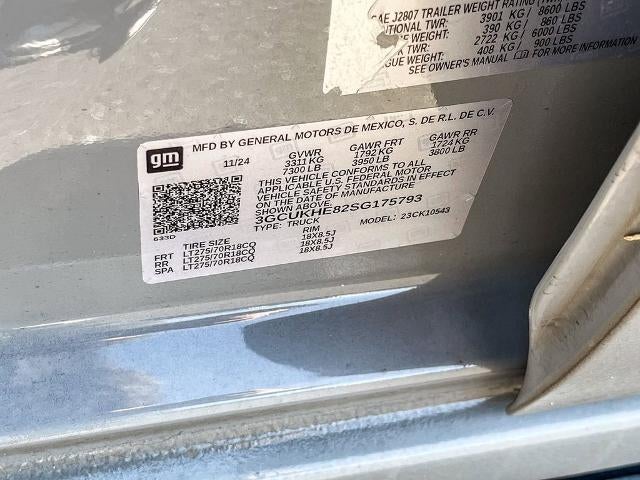 SAE J2807 TRAILER WEIGHT RATING
3901 KG / 8600 LBS
TWR: 390 KG / 860 LBS
WEIGHT: 2722 KG / 6000 LBS
TWR: 408 KG / 900 LBS
WEIGHT:
SEE OWNER'S MANUAL FOR MORE INFORMATION
MFD BY GENERAL MOTORS DE MEXICO, S. DE R.L. DE C.V.
gm
11/24 GVWR GAWR FRT GAWR RR
3311 KG 1792 KG 1724 KG
7300 LB 3950 LB 3800 LB
THIS VEHICLE CONFORMS TO ALL
APPLICABLE U.S. FEDERAL MOTOR
VEHICLE SAFETY STANDARDS IN EFFECT
ON THE DATE OF MANUFACTURE
SHOWN ABOVE.
3GCUKHE82SG175793
TYPE: TRUCK MODEL: 23CK10543
633D
TIRE SIZE RIM
FRT LT275/70R18CQ 18X8.5J
RR LT275/70R18CQ 18X8.5J
SPA LT275/70R18CQ 18X8.5J